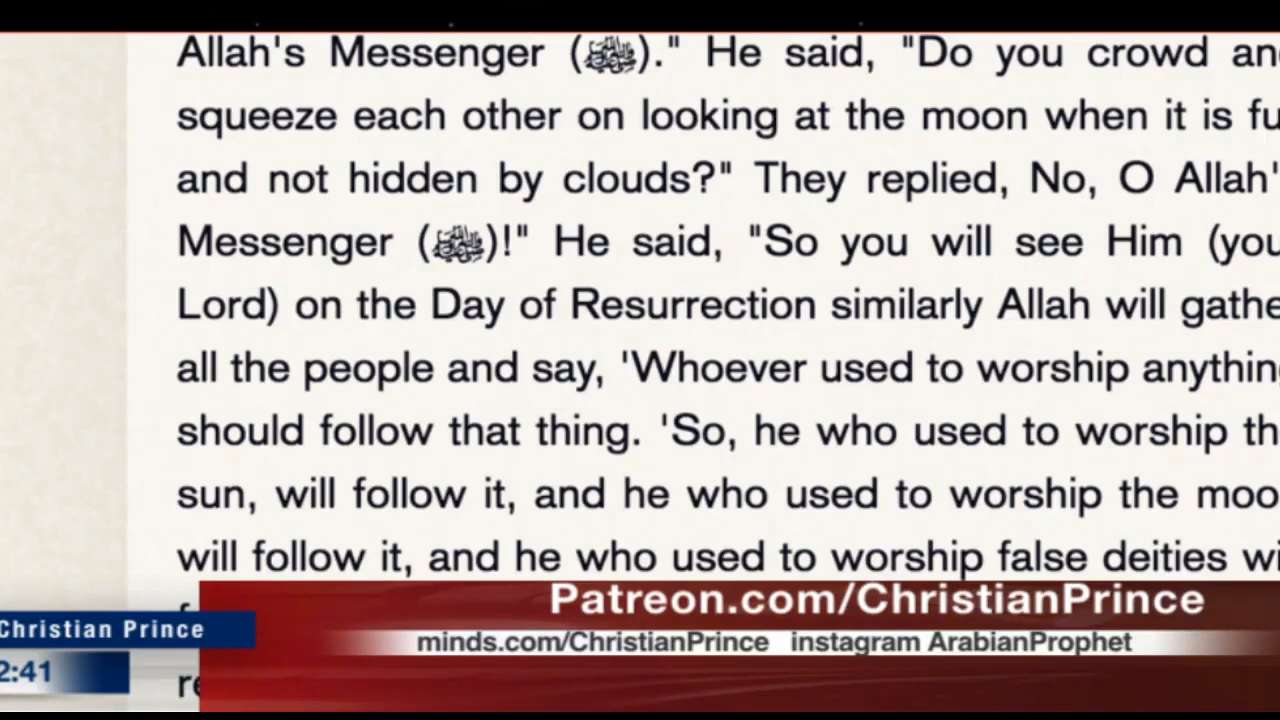 Allah's Messenger (ﷺ)." He said, "Do you crowd an
squeeze each other on looking at the moon when it is fu
and not hidden by clouds?" They replied, No, O Allah'
Messenger (ﷺ)!" He said, "So you will see Him (you
Lord) on the Day of Resurrection similarly Allah will gathe
all the people and say, 'Whoever used to worship anythin
should follow that thing. 'So, he who used to worship th
sun, will follow it, and he who used to worship the moo
will follow it, and he who used to worship false deities wi
Patreon.com/ChristianPrince
Christian Prince
minds.com/ChristianPrince instagram ArabianProphet
2:41
re